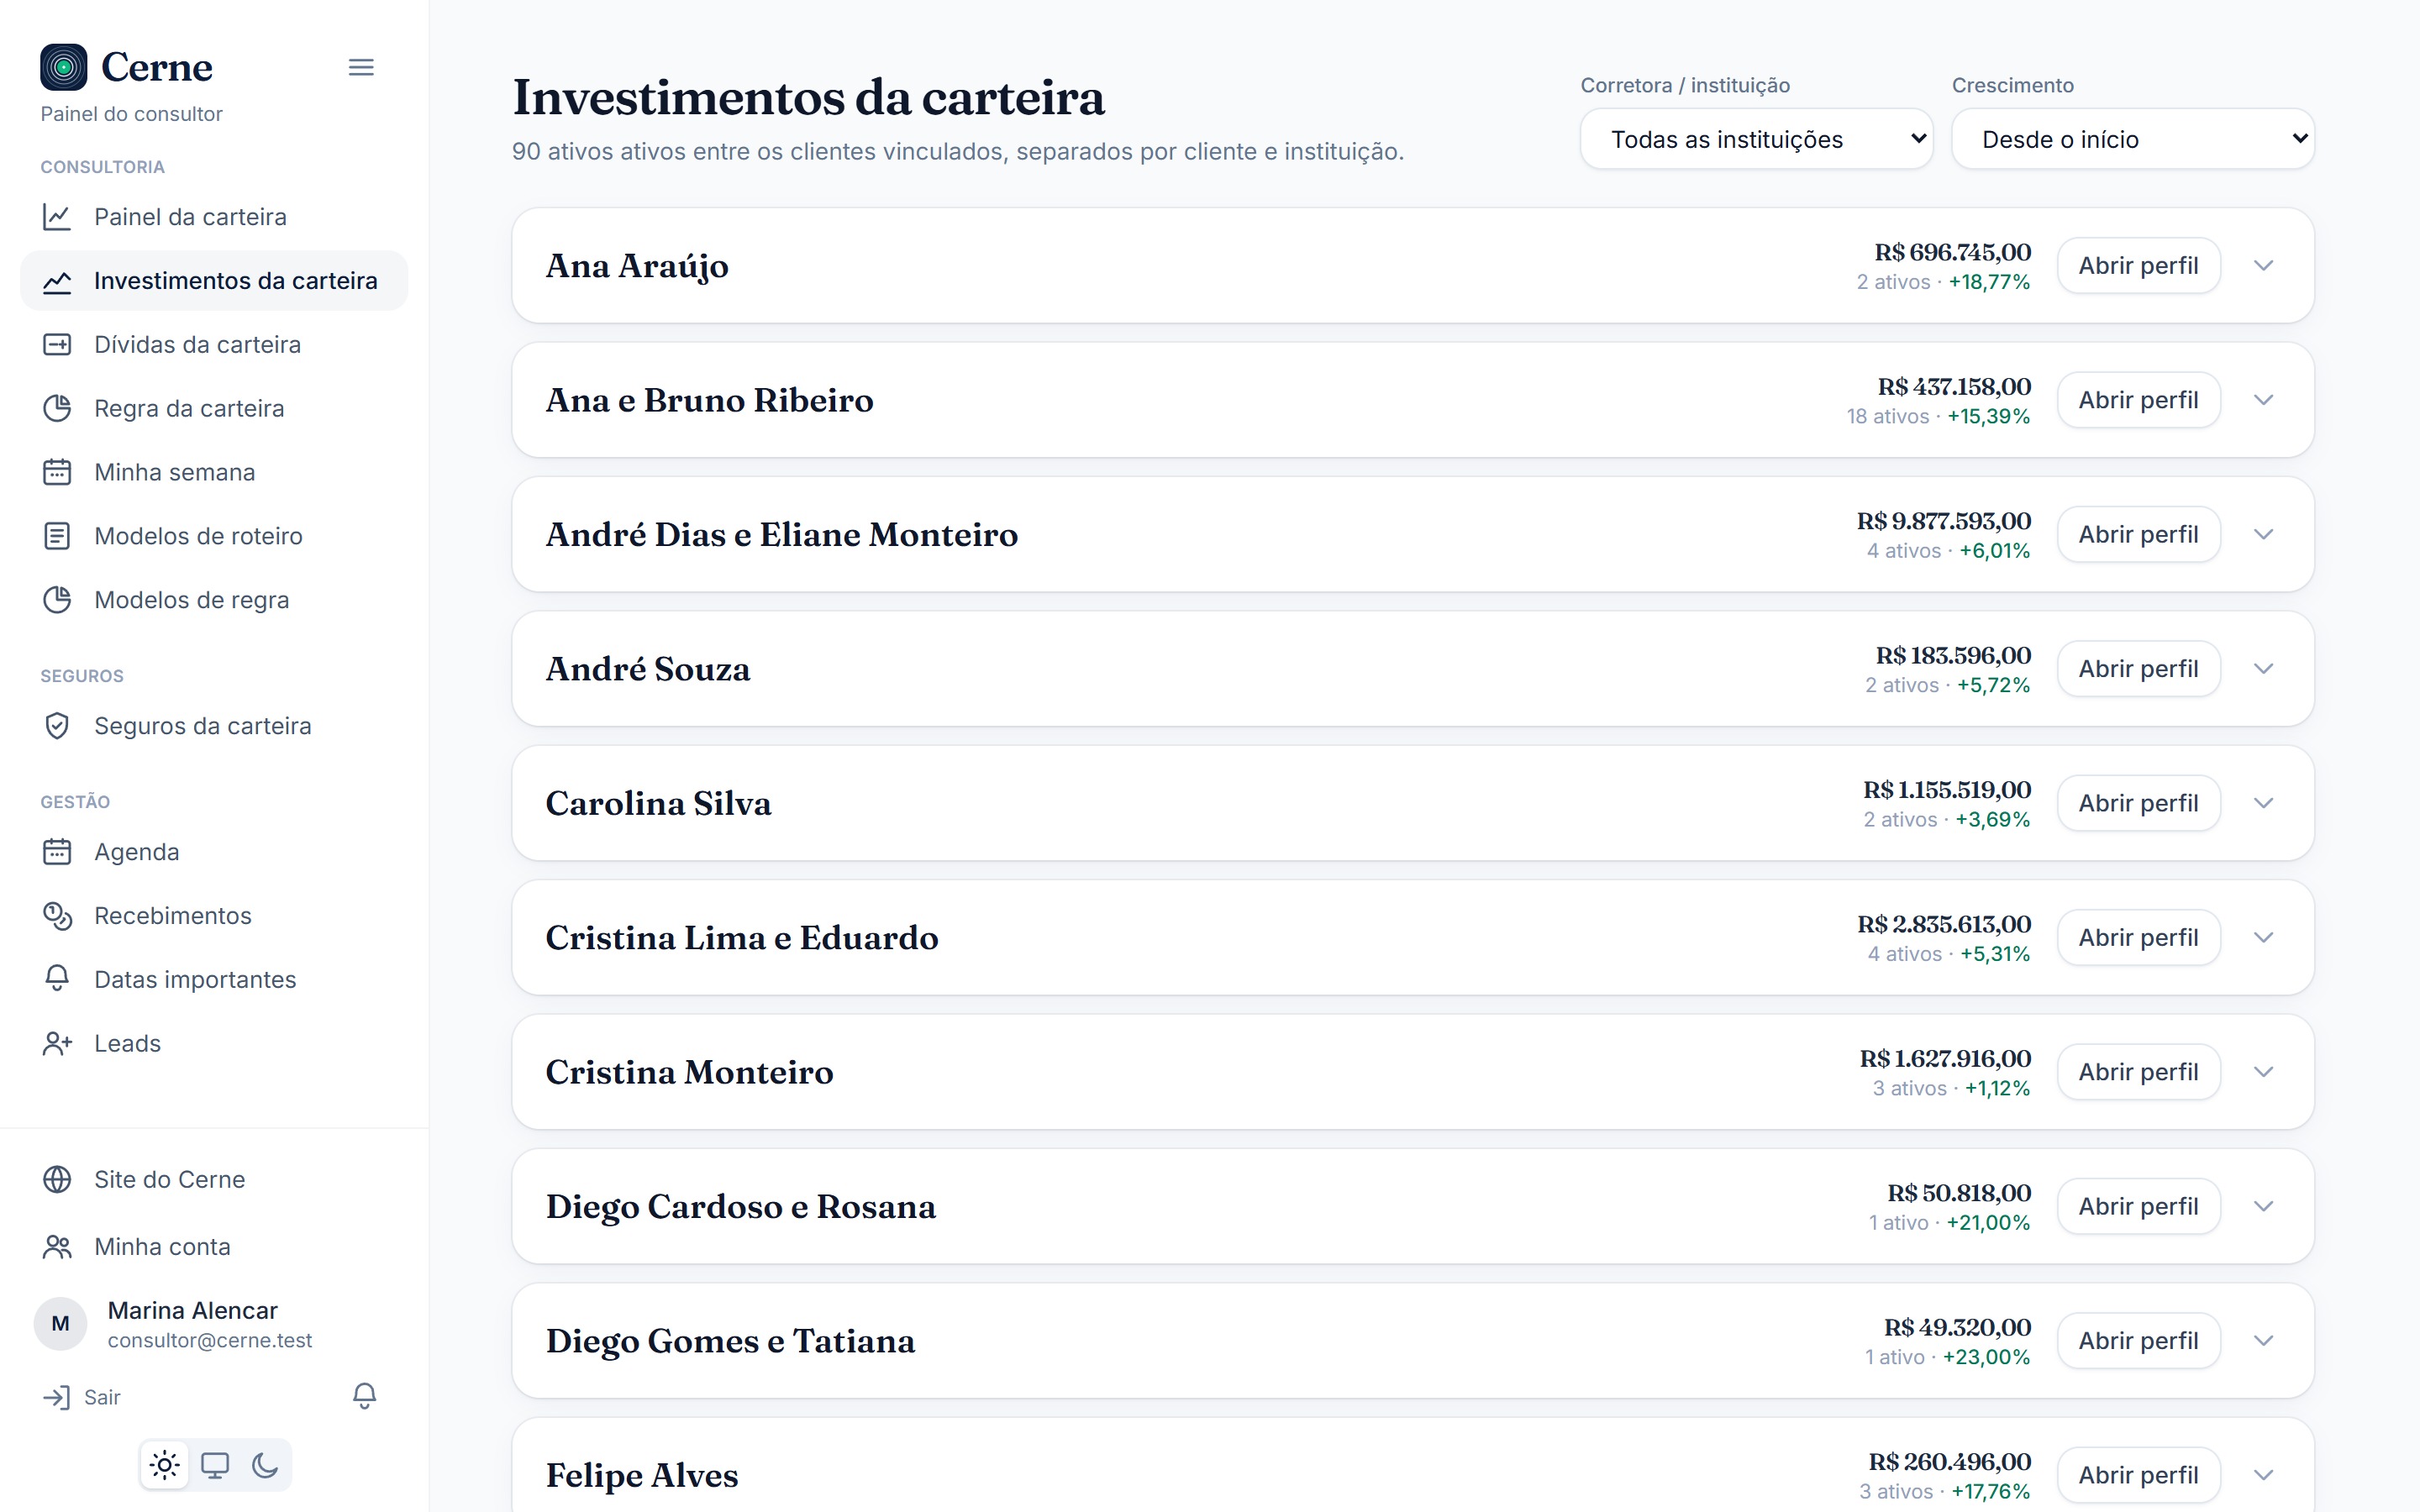 Cerne
Painel do consultor
CONSULTORIA
Painel da carteira
Investimentos da carteira
Dívidas da carteira
Regra da carteira
Minha semana
Modelos de roteiro
Modelos de regra
SEGUROS
Seguros da carteira
GESTÃO
Agenda
Recebimentos
Datas importantes
Leads
Site do Cerne
Minha conta
M
Marina Alencar
consultor@cerne.test
Sair
Investimentos da carteira
90 ativos ativos entre os clientes vinculados, separados por cliente e instituição.
Corretora / instituição
Todas as instituições
Crescimento
Desde o início
Ana Araújo
R$ 696.745,00
2 ativos · +18,77%
Abrir perfil
Ana e Bruno Ribeiro
R$ 437.158,00
18 ativos · +15,39%
Abrir perfil
André Dias e Eliane Monteiro
R$ 9.877.593,00
4 ativos · +6,01%
Abrir perfil
André Souza
R$ 183.596,00
2 ativos · +5,72%
Abrir perfil
Carolina Silva
R$ 1.155.519,00
2 ativos · +3,69%
Abrir perfil
Cristina Lima e Eduardo
R$ 2.835.613,00
4 ativos · +5,31%
Abrir perfil
Cristina Monteiro
R$ 1.627.916,00
3 ativos · +1,12%
Abrir perfil
Diego Cardoso e Rosana
R$ 50.818,00
1 ativo · +21,00%
Abrir perfil
Diego Gomes e Tatiana
R$ 49.320,00
1 ativo · +23,00%
Abrir perfil
Felipe Alves
R$ 260.496,00
3 ativos · +17,76%
Abrir perfil